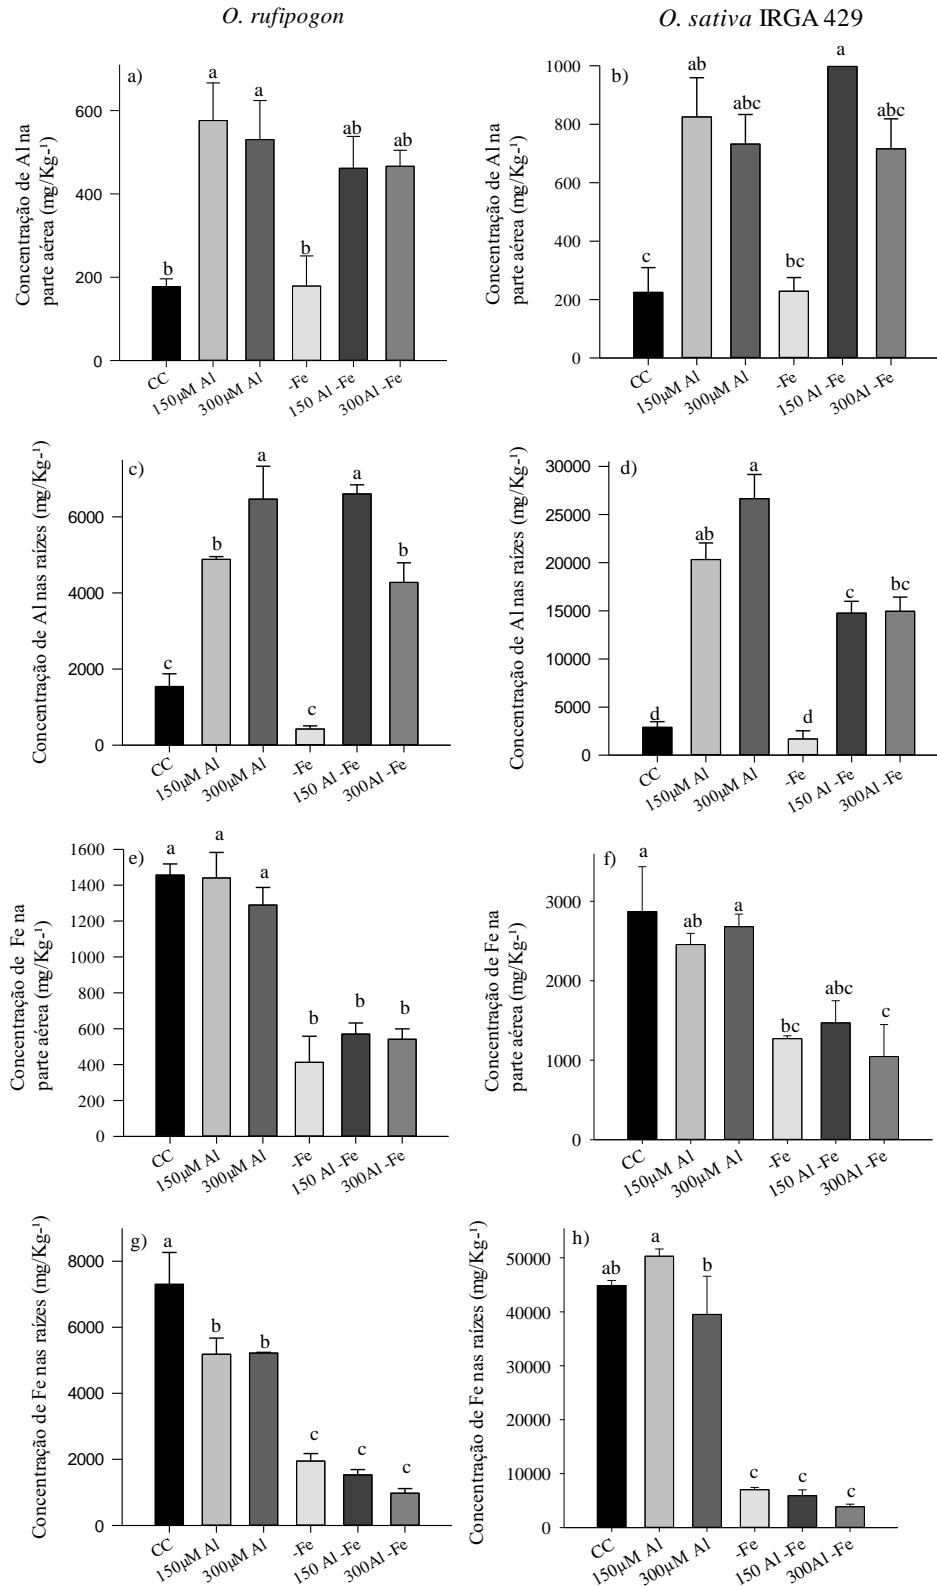 O. rufipogon
O. sativa IRGA 429
a)
Concentração de Al na
parte aérea (mg/Kg-¹)
600
400
200
0
b
a
a
b
ab
ab
CC
150µM Al
300µM Al
-Fe
150 Al -Fe
300Al -Fe
b)
Concentração de Al na
parte aérea (mg/Kg-¹)
1000
800
600
400
200
0
c
ab
abc
bc
a
abc
CC
150µM Al
300µM Al
-Fe
150 Al -Fe
300Al -Fe
c)
Concentração de Al nas raízes (mg/Kg-¹)
6000
4000
2000
0
c
b
a
c
a
b
CC
150µM Al
300µM Al
-Fe
150 Al -Fe
300Al -Fe
d)
Concentração de Al nas raízes (mg/Kg-¹)
30000
25000
20000
15000
10000
5000
0
d
ab
a
d
c
bc
CC
150µM Al
300µM Al
-Fe
150 Al -Fe
300Al -Fe
e)
Concentração de Fe na
parte aérea (mg/Kg-¹)
1600
1400
1200
1000
800
600
400
200
0
a
a
a
b
b
b
CC
150µM Al
300µM Al
-Fe
150 Al -Fe
300Al -Fe
f)
Concentração de Fe na
parte aérea (mg/Kg-¹)
3000
2000
1000
0
a
ab
a
bc
abc
c
CC
150µM Al
300µM Al
-Fe
150 Al -Fe
300Al -Fe
g)
Concentração de Fe nas raízes (mg/Kg-¹)
8000
6000
4000
2000
0
a
b
b
c
c
c
CC
150µM Al
300µM Al
-Fe
150 Al -Fe
300Al -Fe
h)
Concentração de Fe nas raízes (mg/Kg-¹)
50000
40000
30000
20000
10000
0
ab
a
b
c
c
c
CC
150µM Al
300µM Al
-Fe
150 Al -Fe
300Al -Fe